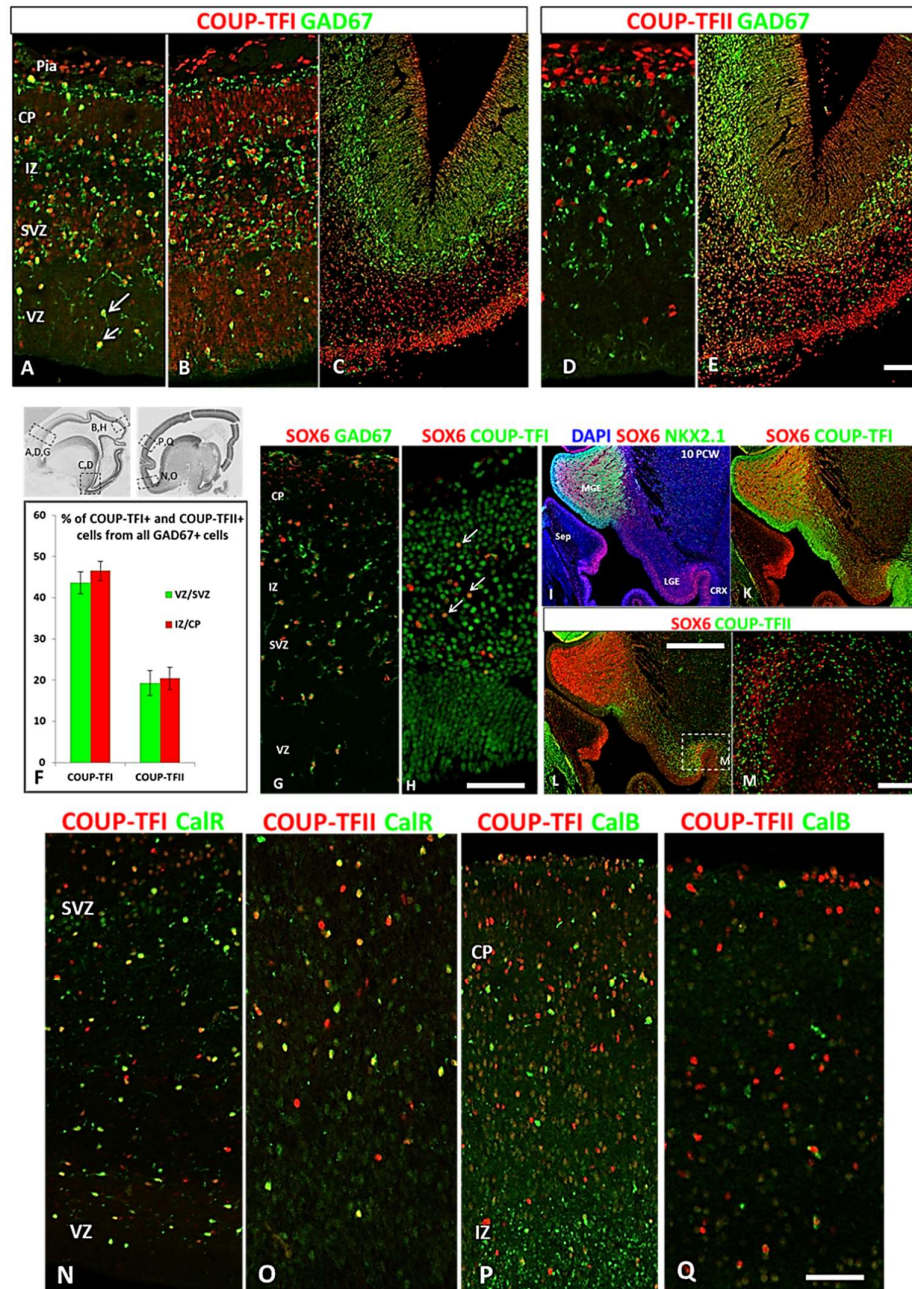 COUP-TFI GAD67
COUP-TFII GAD67
Pia
CP
IZ
SVZ
VZ
A
B
C
D
E
A,D,G
B,H
C,D
P,Q
N,O
% of COUP-TFI+ and COUP-TFII+
cells from all GAD67+ cells
60
50
40
30
20
10
0
VZ/SVZ
IZ/CP
COUP-TFI
COUP-TFII
F
SOX6 GAD67
CP
IZ
SVZ
VZ
G
SOX6 COUP-TFI
H
DAPI SOX6 NKX2.1
10 PCW
MGE
Sep
LGE
CRX
I
SOX6 COUP-TFI
K
SOX6 COUP-TFII
M
L
M
COUP-TFI CalR
SVZ
VZ
N
COUP-TFII CalR
O
COUP-TFI CalB
CP
IZ
P
COUP-TFII CalB
Q